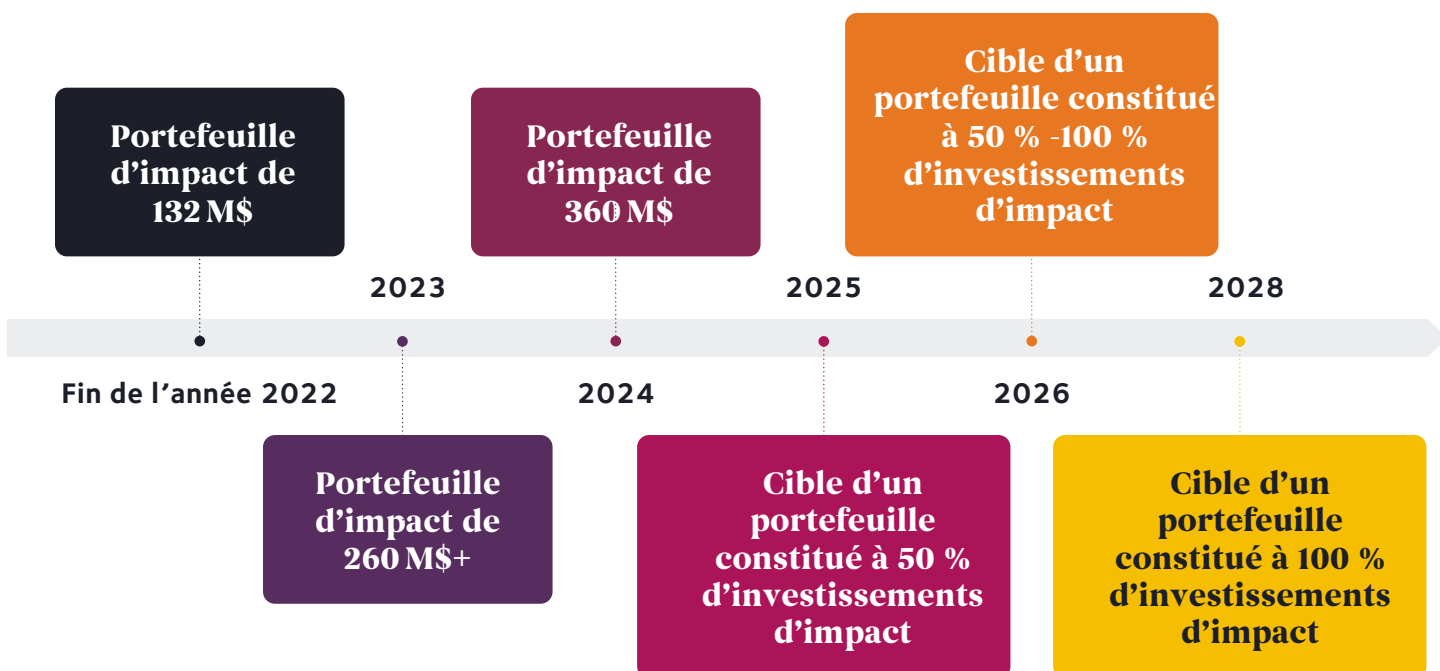 Portefeuille
d’impact de
132 M$
Fin de l’année 2022
2023
Portefeuille
d’impact de
260 M$+
Portefeuille
d’impact de
360 M$
2024
2025
Cible d’un
portefeuille
constitué à 50 %
d’investissements
d’impact
Cible d’un
portefeuille constitué
à 50 % -100 %
d’investissements
d’impact
2026
2028
Cible d’un
portefeuille
constitué à 100 %
d’investissements
d’impact